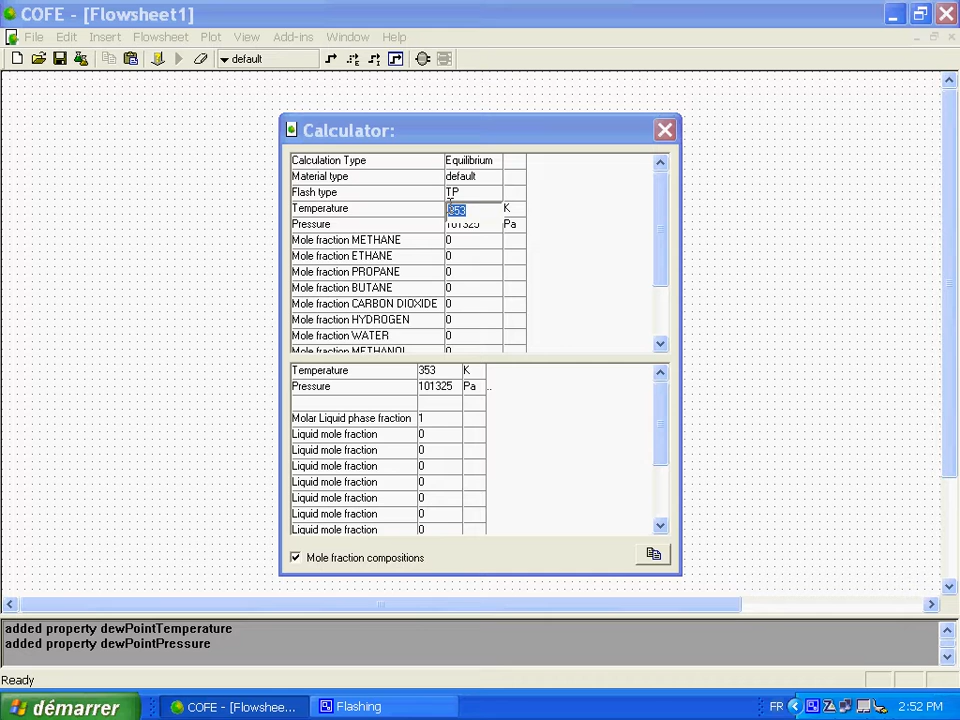 COFE - [Flowsheet1]
File Edit Insert Flowsheet Plot View Add-ins Window Help
default
Calculator:
Calculation Type Equilibrium
Material type default
Flash type TP
Temperature 353 K
Pressure 101325 Pa
Mole fraction METHANE 0
Mole fraction ETHANE 0
Mole fraction PROPANE 0
Mole fraction BUTANE 0
Mole fraction CARBON DIOXIDE 0
Mole fraction HYDROGEN 0
Mole fraction WATER 0
Mole fraction METHANOL 0
Temperature 353 K
Pressure 101325 Pa ..
Molar Liquid phase fraction 1
Liquid mole fraction 0
Liquid mole fraction 0
Liquid mole fraction 0
Liquid mole fraction 0
Liquid mole fraction 0
Liquid mole fraction 0
Liquid mole fraction 0
Mole fraction compositions
added property dewPointTemperature
added property dewPointPressure
Ready
démarrer COFE - [Flowshee... Flashing FR 2:52 PM